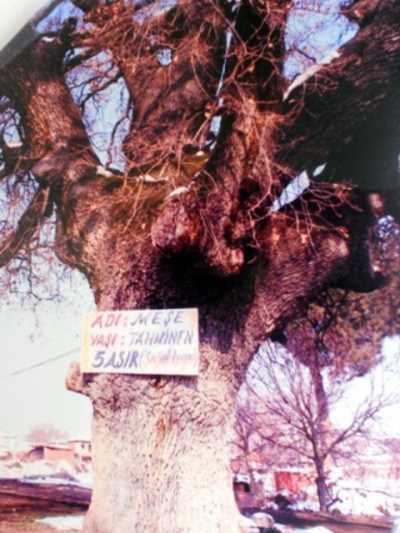 ADI : MEŞE
YAŞI : TAHMİNEN
5 ASIR